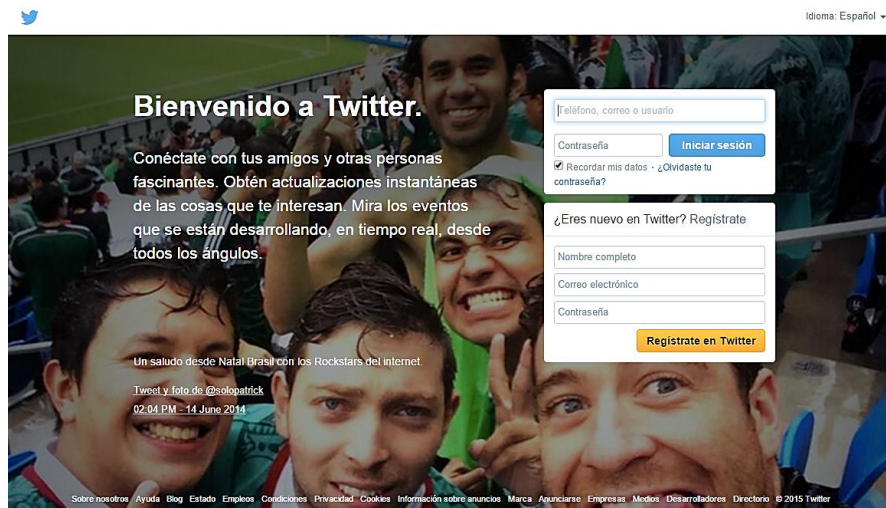 Idioma: Español
Bienvenido a Twitter.
Conéctate con tus amigos y otras personas
fascinantes. Obtén actualizaciones instantáneas
de las cosas que te interesan. Mira los eventos
que se están desarrollando, en tiempo real, desde
todos los ángulos.
Un saludo desde Natal Brasil con los Rockstars del internet.
Tweet y foto de @solopatrick
02:04 PM - 14 June 2014
Teléfono, correo o usuario
Contraseña
Iniciar sesión
Recordar mis datos · ¿Olvidaste tu
contraseña?
¿Eres nuevo en Twitter? Regístrate
Nombre completo
Correo electrónico
Contraseña
Regístrate en Twitter
Sobre nosotros Ayuda Blog Estado Empleos Condiciones Privacidad Cookies Información sobre anuncios Marca Anunciarse Empresas Medios Desarrolladores Directorio © 2015 Twitter